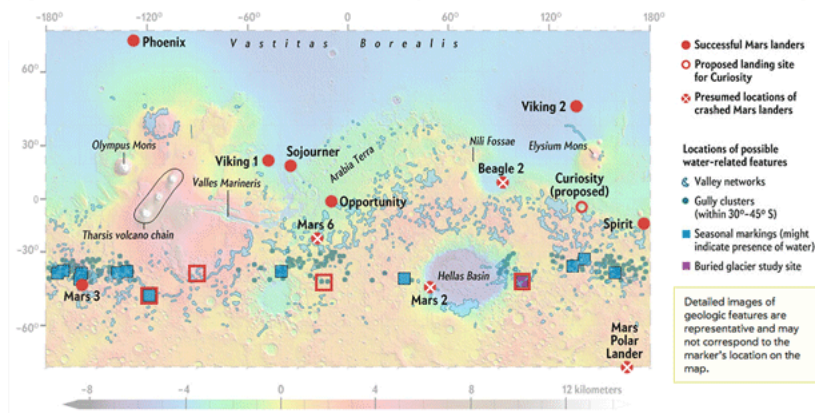 -180° -120° -60° 0 60° 120° 180°
Phoenix
Vastitas Borealis
60°
Viking 2
30°
Olympus Mons
Viking 1
Sojourner
Arabia Terra
Nili Fossae
Elysium Mons
Beagle 2
Valles Marineris
Curiosity
(proposed)
0
Opportunity
Mars 6
Spirit
Tharsis volcano chain
-30°
Hellas Basin
Mars 3
Mars 2
-60°
Mars
Polar
Lander
-8 -4 0 4 8 12 kilometers
Successful Mars landers
Proposed landing site
for Curiosity
Presumed locations of
crashed Mars landers
Locations of possible
water-related features
Valley networks
Gully clusters
(within 30°-45° S)
Seasonal markings (might
indicate presence of water)
Buried glacier study site
Detailed images of
geologic features are
representative and may
not correspond to the
marker's location on the
map.